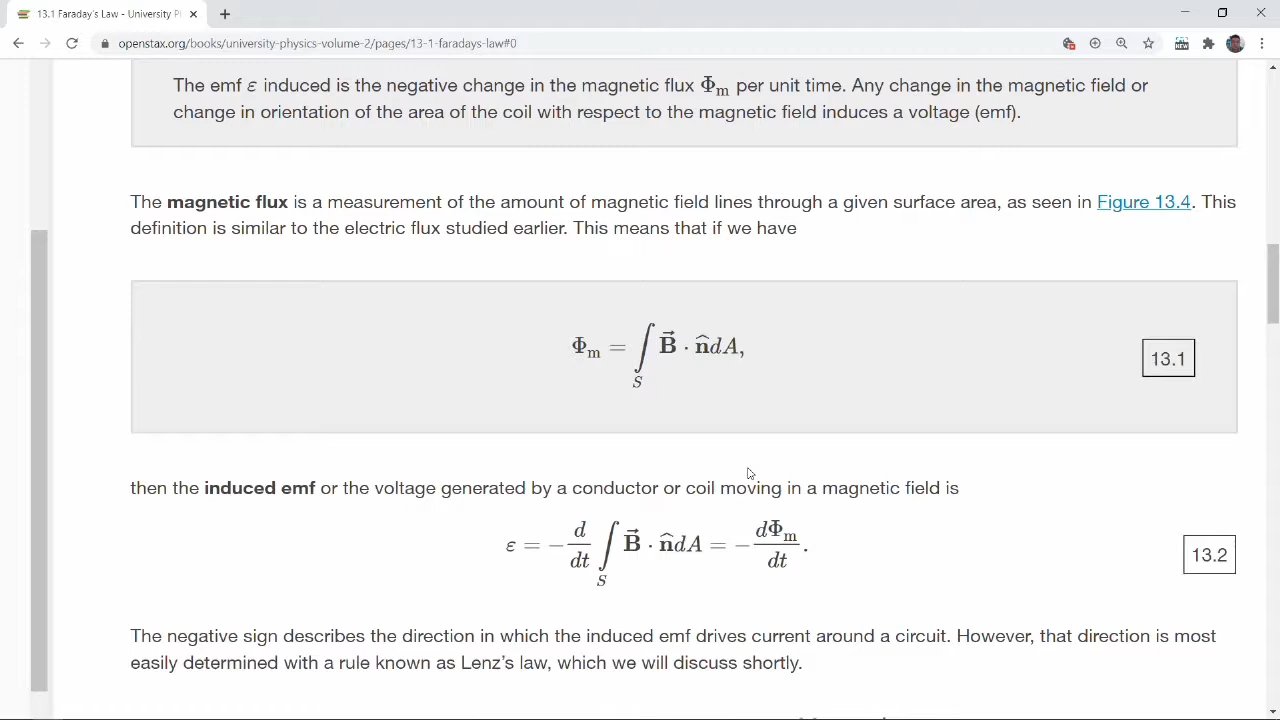 13.1 Faraday's Law - University P
openstax.org/books/university-physics-volume-2/pages/13-1-faradays-law#0
NEW
The emf ε induced is the negative change in the magnetic flux Φm per unit time. Any change in the magnetic field or
change in orientation of the area of the coil with respect to the magnetic field induces a voltage (emf).
The magnetic flux is a measurement of the amount of magnetic field lines through a given surface area, as seen in Figure 13.4. This
definition is similar to the electric flux studied earlier. This means that if we have
Φm = ∫S B⃗ · n̂dA,
13.1
then the induced emf or the voltage generated by a conductor or coil moving in a magnetic field is
ε = −d/dt ∫S B⃗ · n̂dA = −dΦm/dt.
13.2
The negative sign describes the direction in which the induced emf drives current around a circuit. However, that direction is most
easily determined with a rule known as Lenz's law, which we will discuss shortly.